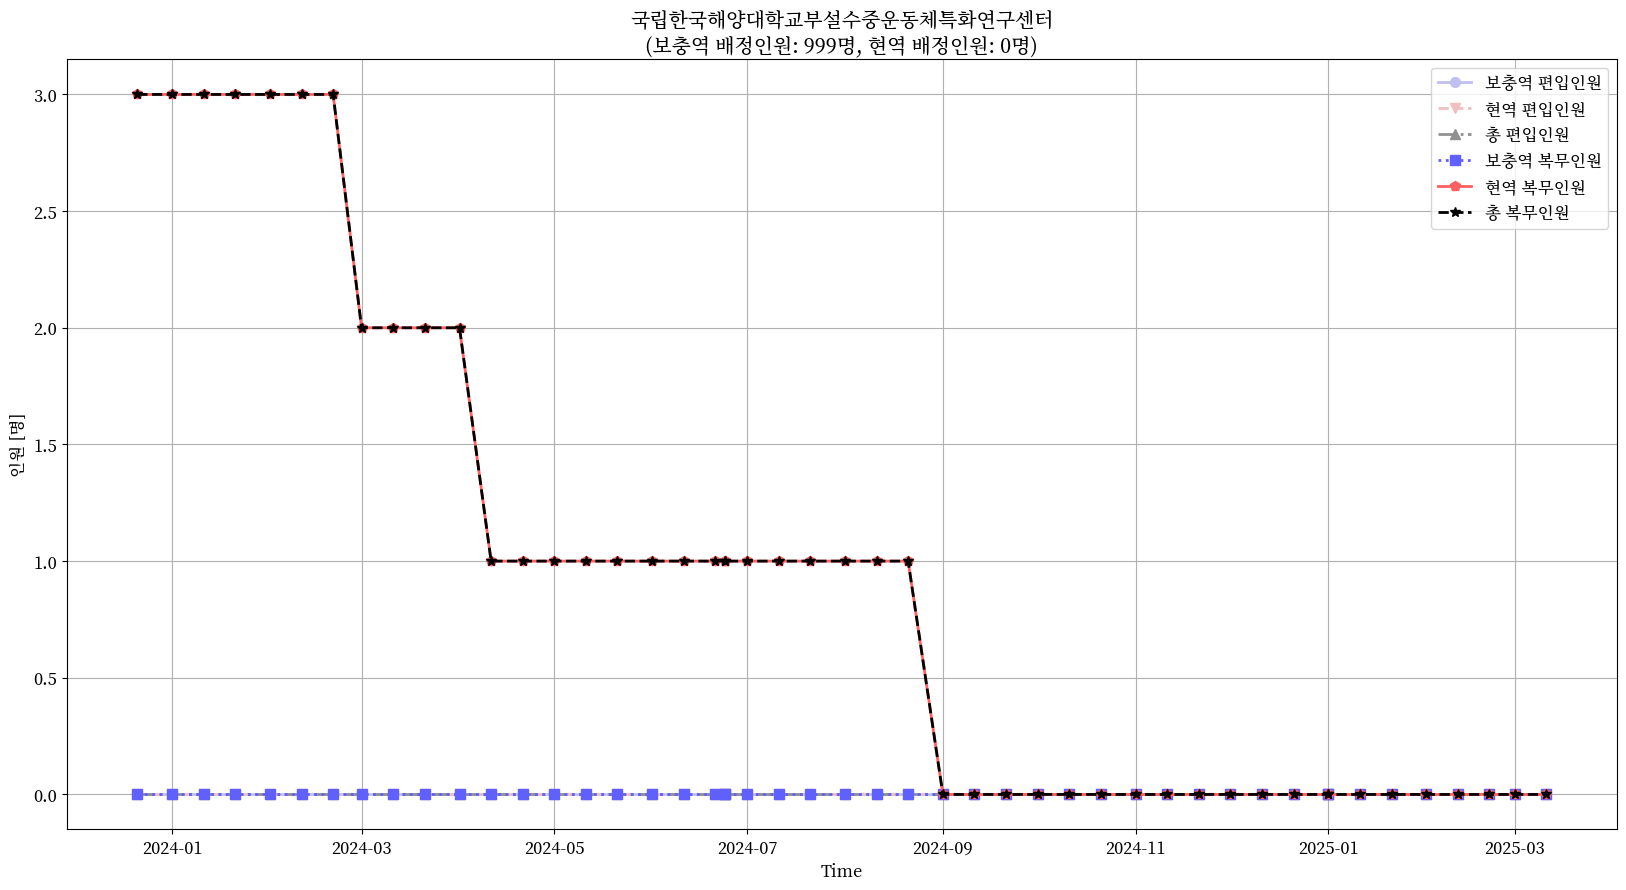 국립한국해양대학교부설수중운동체특화연구센터
(보충역 배정인원: 999명, 현역 배정인원: 0명)
보충역 편입인원
현역 편입인원
총 편입인원
보충역 복무인원
현역 복무인원
총 복무인원
인원 [명]
3.0
2.5
2.0
1.5
1.0
0.5
0.0
2024-01 2024-03 2024-05 2024-07 2024-09 2024-11 2025-01 2025-03
Time